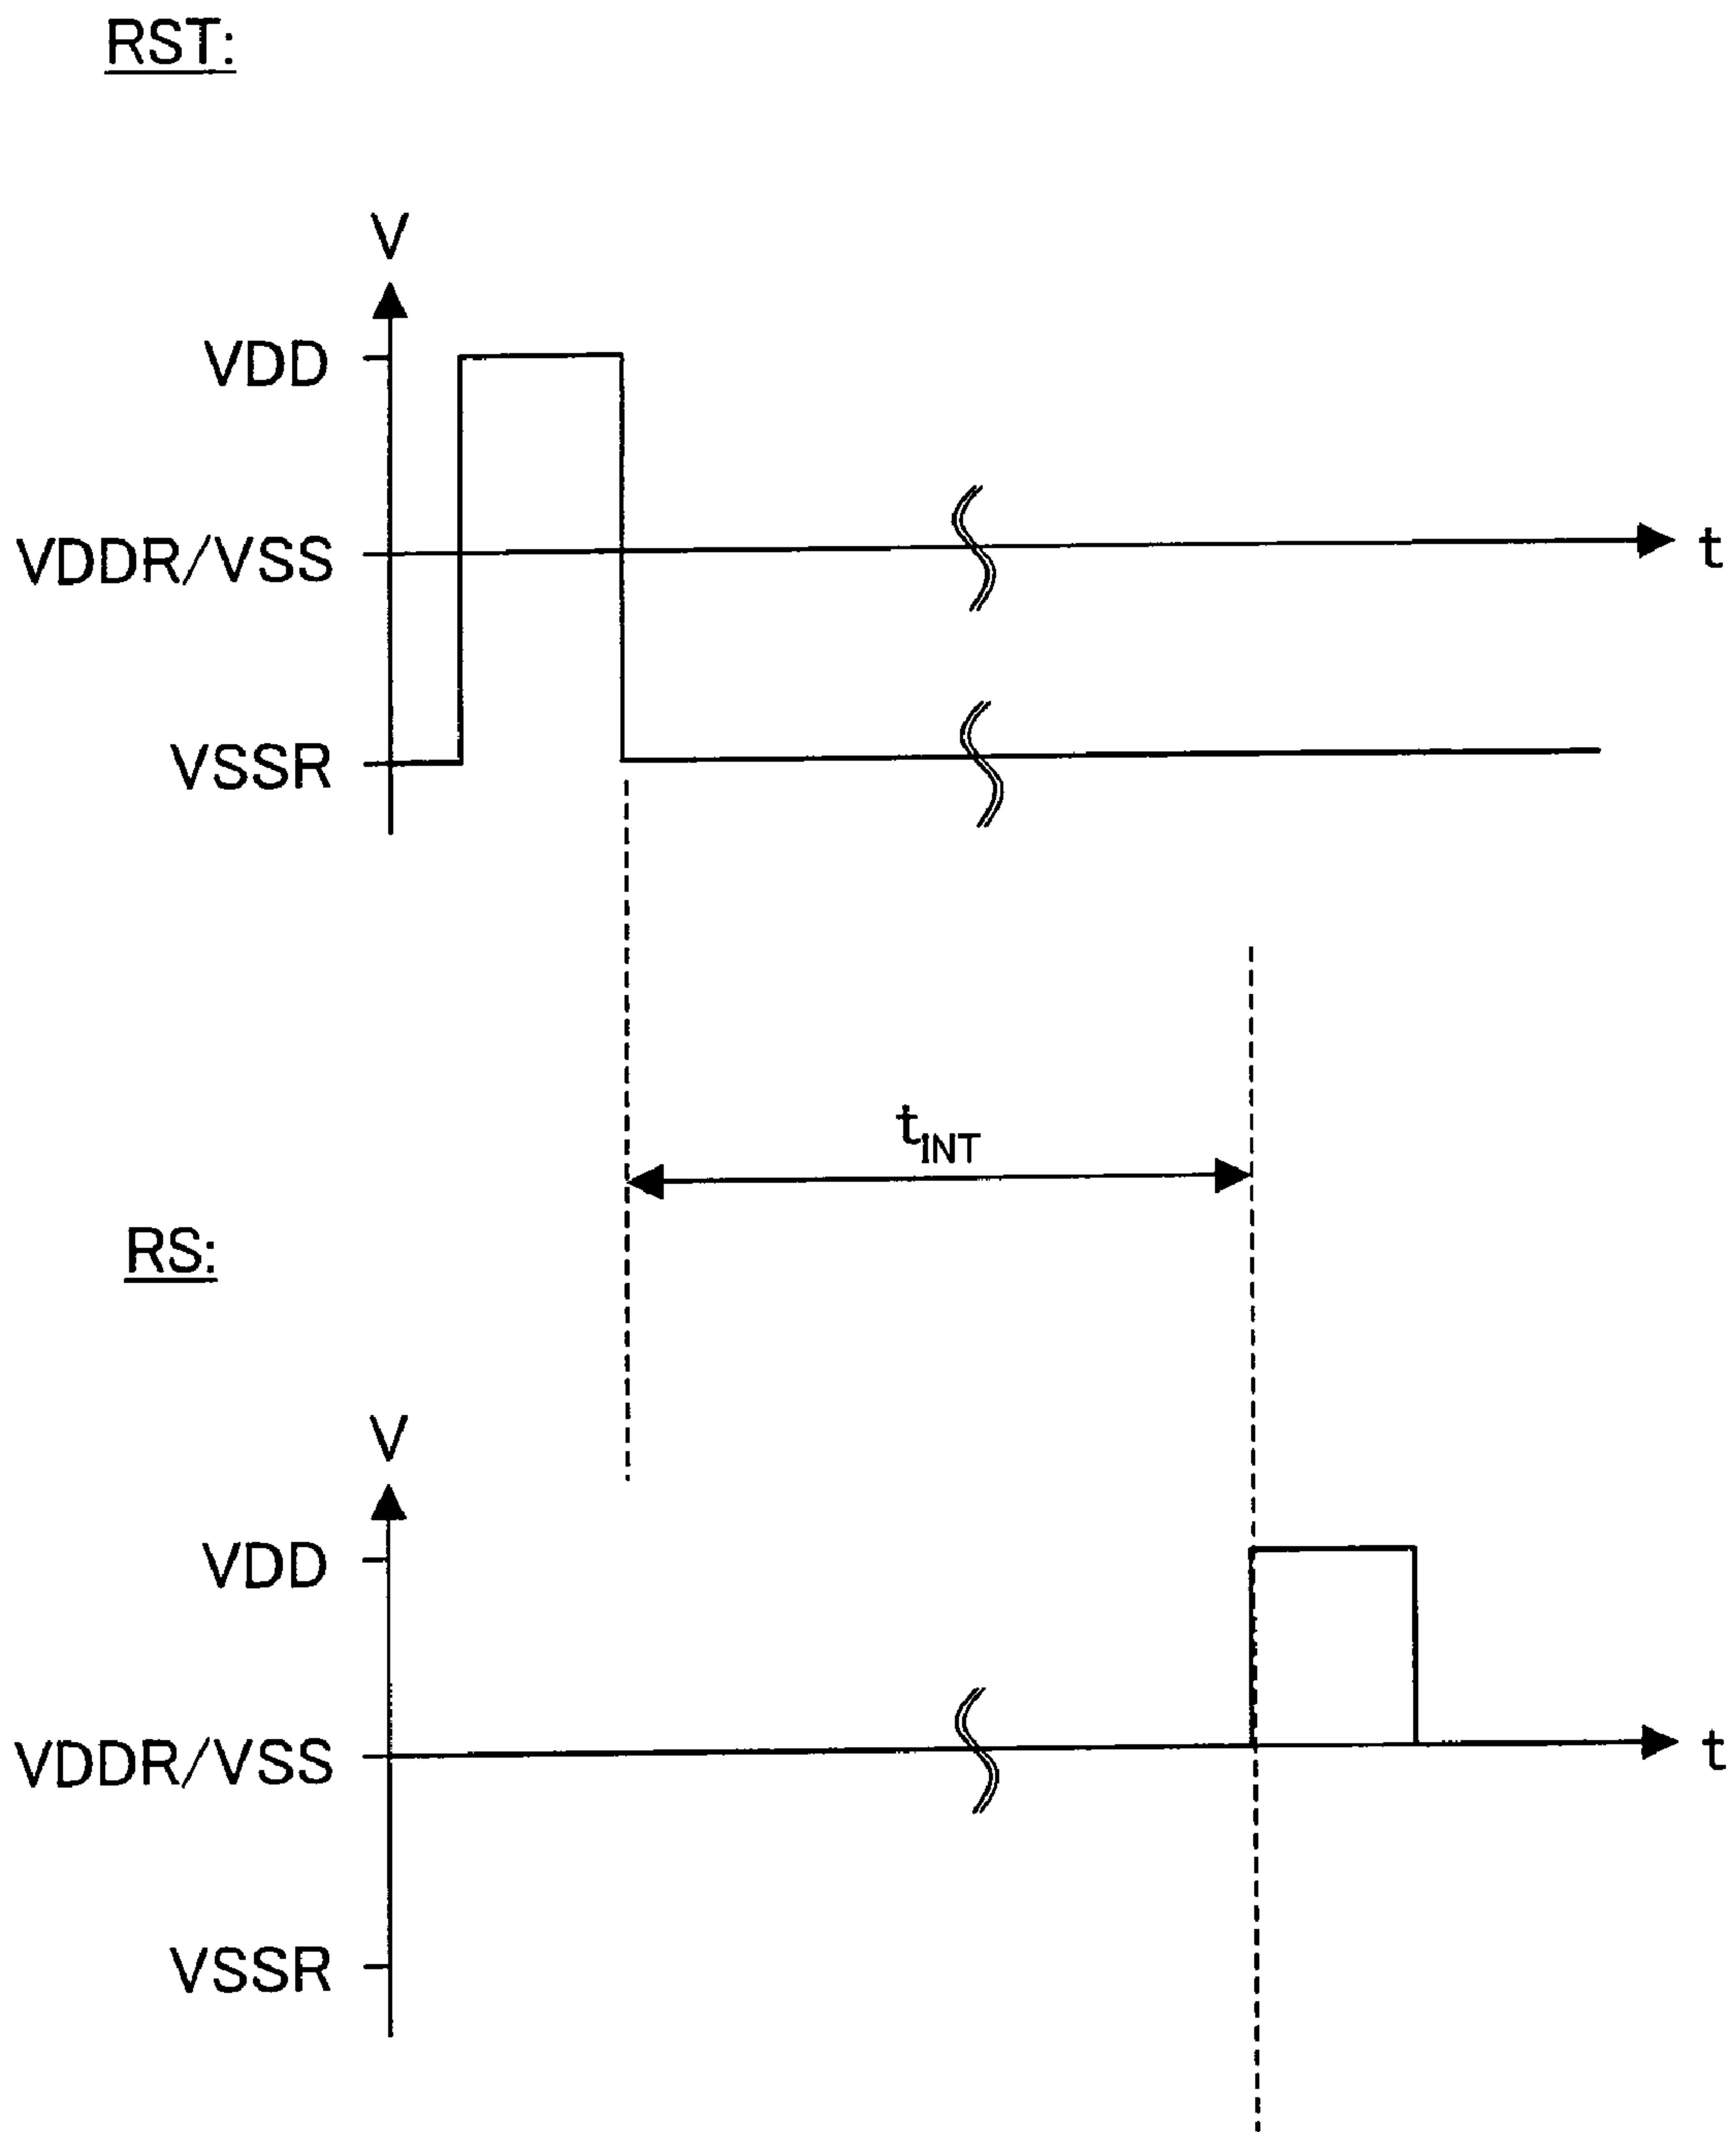 RST:
V
VDD
VDDR/VSS
t
VSSR
tINT
RS:
V
VDD
VDDR/VSS
t
VSSR